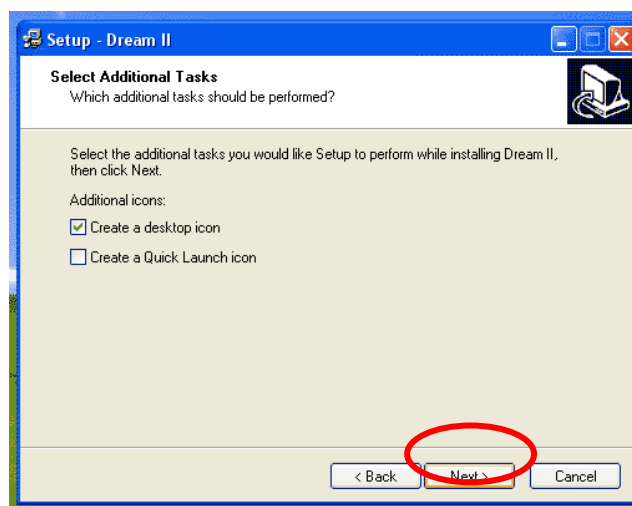 Setup - Dream II
Select Additional Tasks
Which additional tasks should be performed?
Select the additional tasks you would like Setup to perform while installing Dream II,
then click Next.
Additional icons:
Create a desktop icon
Create a Quick Launch icon
< Back
Next >
Cancel